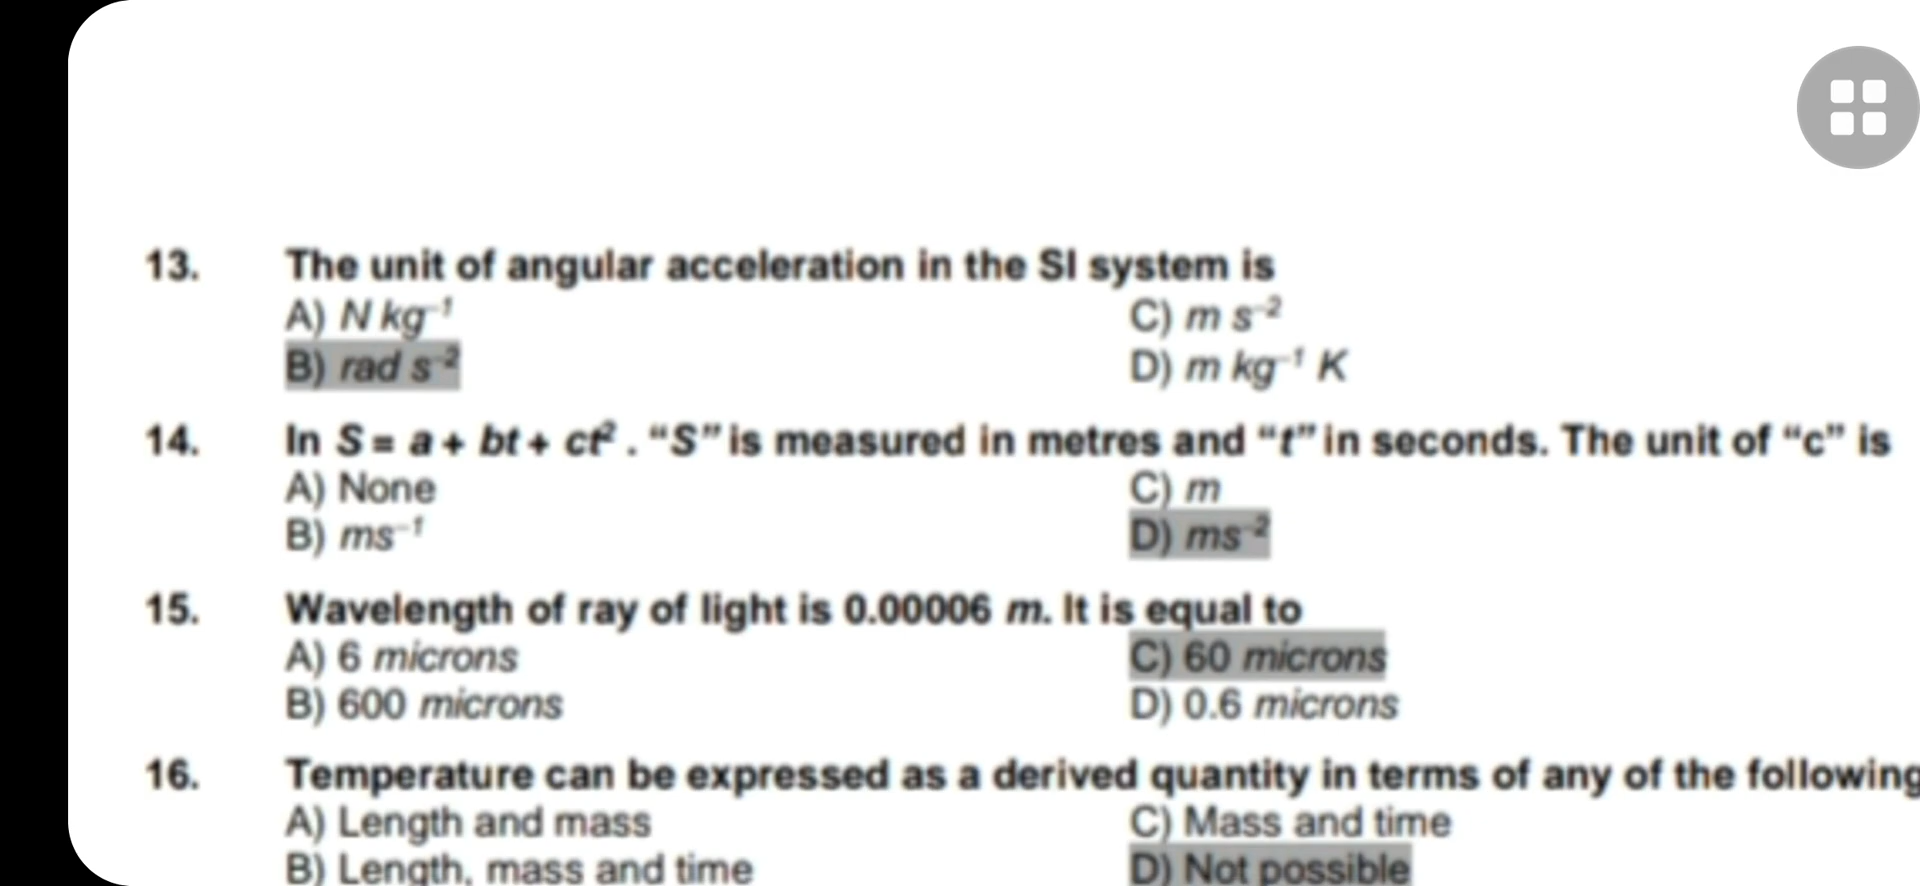 13. The unit of angular acceleration in the SI system is
A) N kg⁻¹ C) m s⁻²
B) rad s⁻² D) m kg⁻¹ K
14. In S = a + bt + ct². “S” is measured in metres and “t” in seconds. The unit of “c” is
A) None C) m
B) ms⁻¹ D) ms⁻²
15. Wavelength of ray of light is 0.00006 m. It is equal to
A) 6 microns C) 60 microns
B) 600 microns D) 0.6 microns
16. Temperature can be expressed as a derived quantity in terms of any of the following
A) Length and mass C) Mass and time
B) Length, mass and time D) Not possible